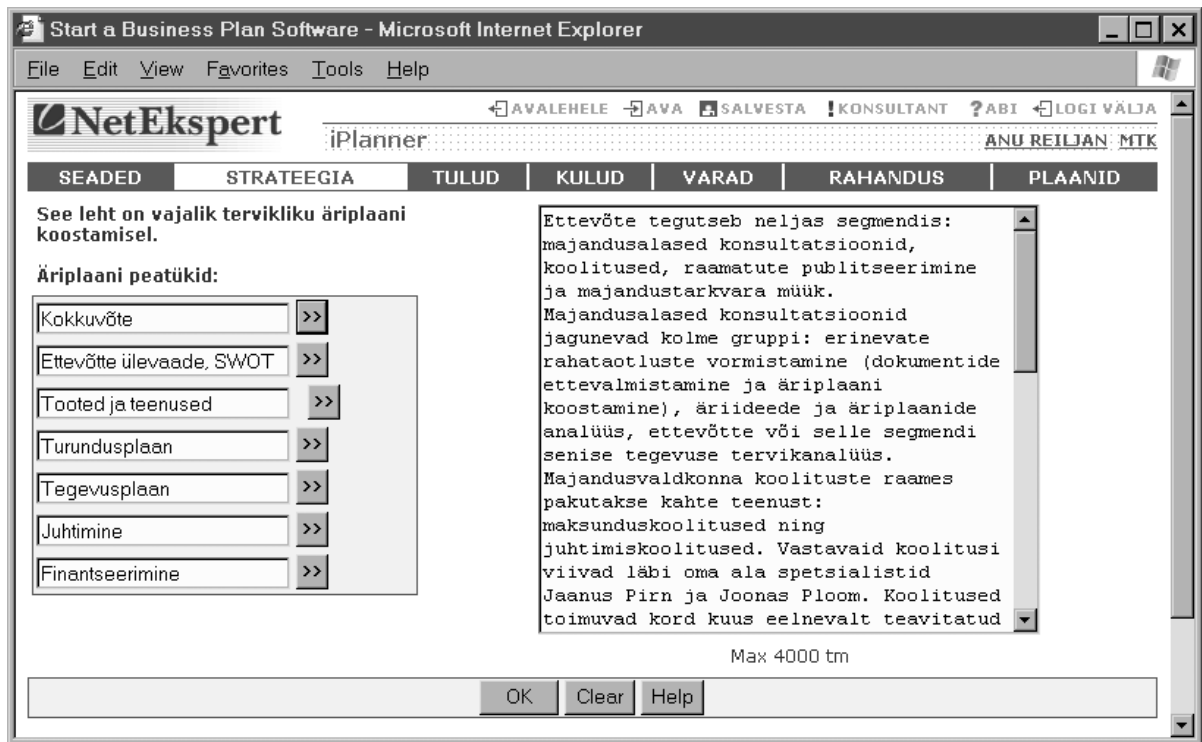 Start a Business Plan Software - Microsoft Internet Explorer
File Edit View Favorites Tools Help
NetEkspert
AVALEHELE AVA SALVESTA KONSULTANT ABI LOGI VÄLJA
iPlanner
ANU REILJAN MTK
SEADED STRATEEGIA TULUD KULUD VARAD RAHANDUS PLAANID
See leht on vajalik tervikliku äriplaani
koostamisel.
Äriplaani peatükid:
Kokkuvõte >>
Ettevõtte ülevaade, SWOT >>
Tooted ja teenused >>
Turundusplaan >>
Tegevusplaan >>
Juhtimine >>
Finantseerimine >>
Ettevõte tegutseb neljas segmendis:
majandusalased konsultatsioonid,
koolitused, raamatute publitseerimine
ja majandustarkvara müük.
Majandusalased konsultatsioonid
jagunevad kolme gruppi: erinevate
rahataotluste vormistamine (dokumentide
ettevalmistamine ja äriplaani
koostamine), äriideede ja äriplaanide
analüüs, ettevõtte või selle segmendi
senise tegevuse tervikanalüüs.
Majandusvaldkonna koolituste raames
pakutakse kahte teenust:
maksunduskoolitused ning
juhtimiskoolitused. Vastavaid koolitusi
viivad läbi oma ala spetsialistid
Jaanus Pirn ja Joonas Ploom. Koolitused
toimuvad kord kuus eelnevalt teavitatud
Max 4000 tm
OK Clear Help